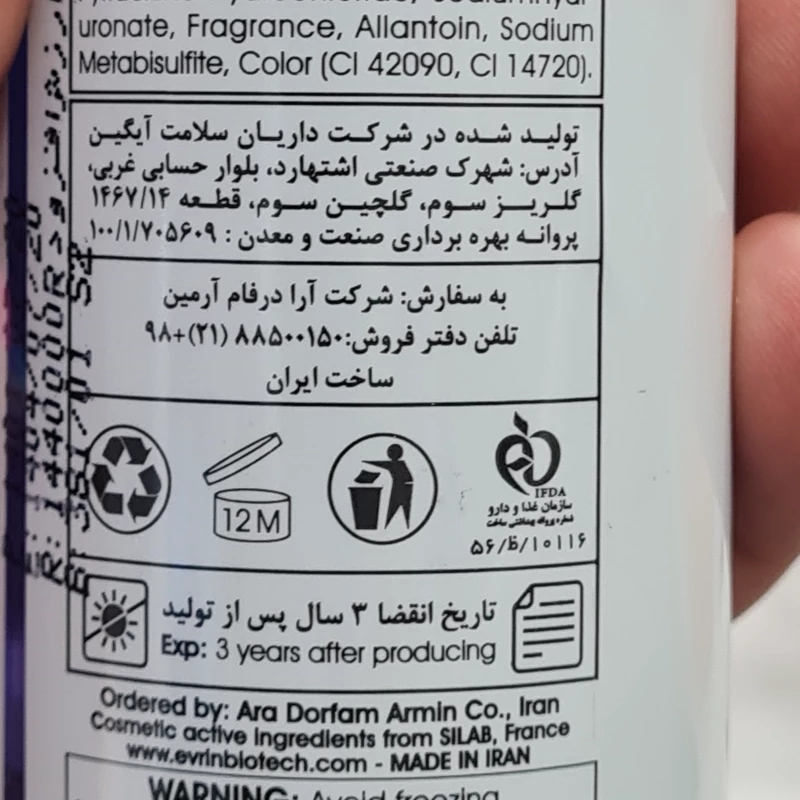 uronate, Fragrance, Allantoin, Sodium
Metabisulfite, Color (CI 42090, CI 14720).
تولید شده در شرکت داریان سلامت آیگین
آدرس: شهرک صنعتی اشتهارد، بلوار حسابی غربی،
گلریز سوم، گلچین سوم، قطعه ۱۴۶۷/۱۴
پروانه بهره برداری صنعت و معدن : ۱۰۰/۱/۷۰۵۶۰۹
به سفارش: شرکت آرا درفام آرمین
تلفن دفتر فروش:۸۸۵۰۰۱۵۰ (۲۱)+۹۸
ساخت ایران
12M
IFDA
سازمان غذا و دارو
شماره پروانه بهداشتی ساخت
۵۶/ظ/۱۰۱۱۶
تاریخ انقضا ۳ سال پس از تولید
Exp: 3 years after producing
Ordered by: Ara Dorfam Armin Co., Iran
Cosmetic active ingredients from SILAB, France
www.evrinbiotech.com - MADE IN IRAN
WARNING: Avoid freezing